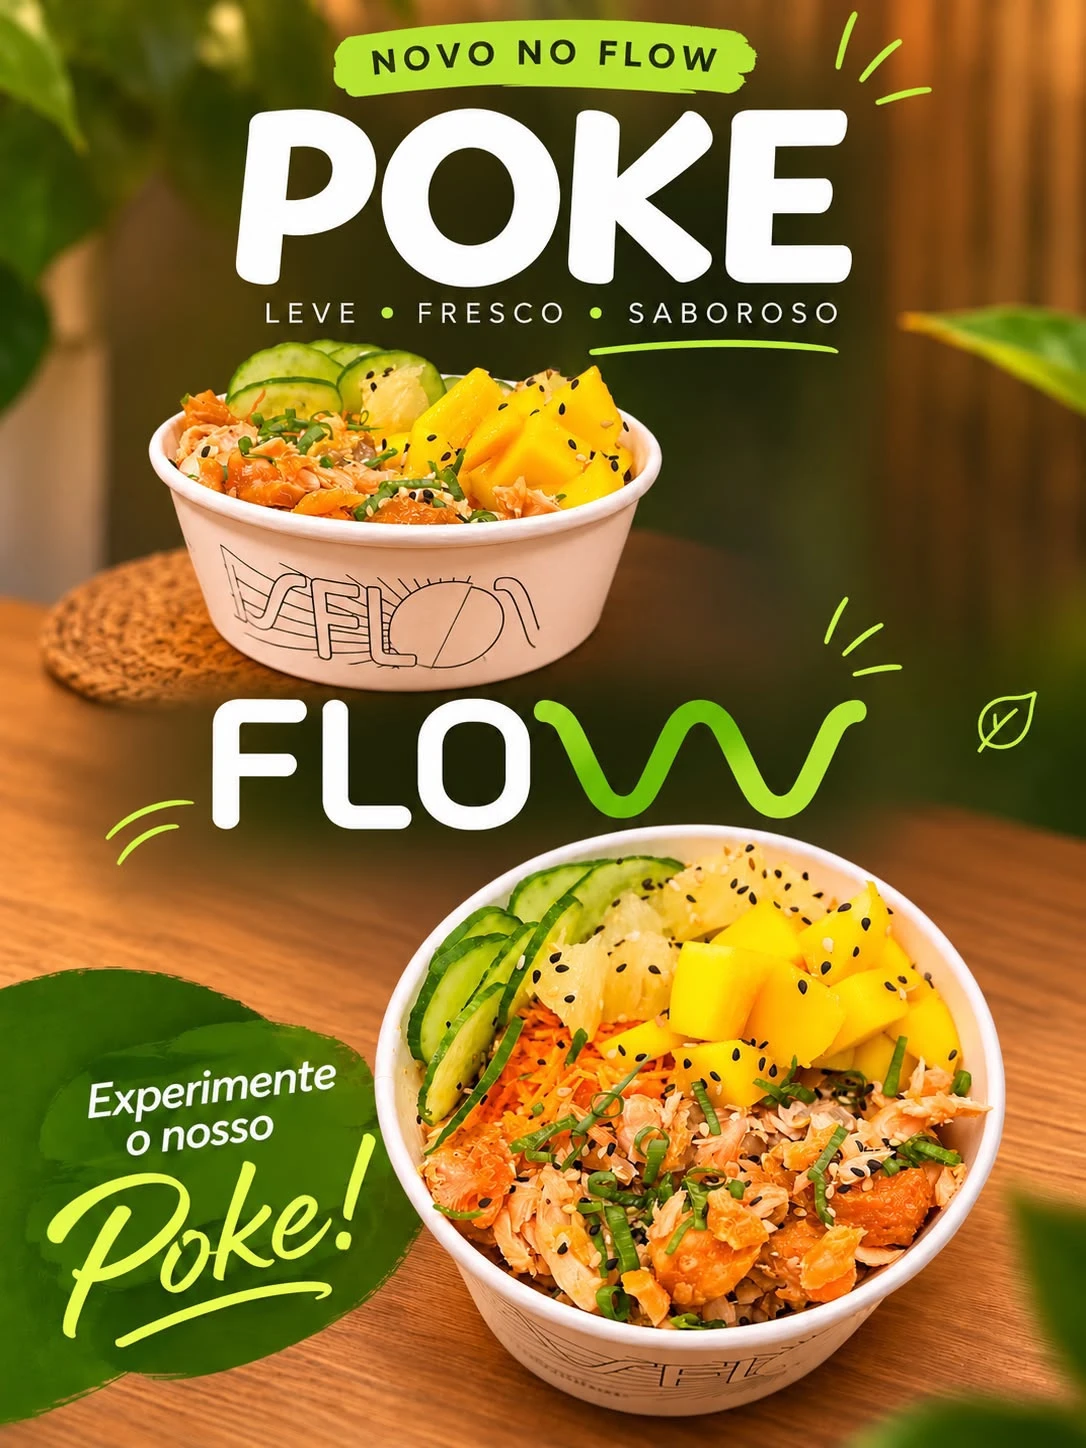 NOVO NO FLOW
POKE
LEVE • FRESCO • SABOROSO
FLOW
Experimente
o nosso
Poke!